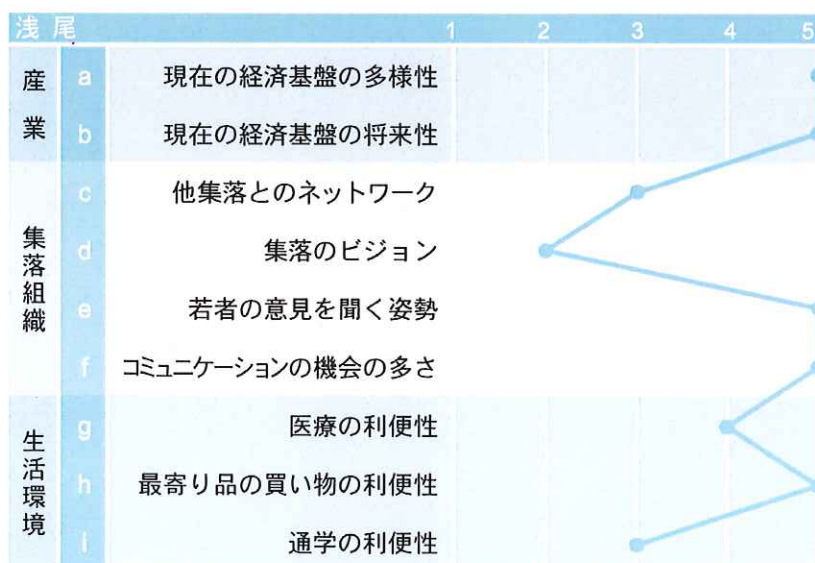 浅尾 1 2 3 4 5
産業
a 現在の経済基盤の多様性
b 現在の経済基盤の将来性
集落組織
c 他集落とのネットワーク
d 集落のビジョン
e 若者の意見を聞く姿勢
f コミュニケーションの機会の多さ
生活環境
g 医療の利便性
h 最寄り品の買い物の利便性
i 通学の利便性